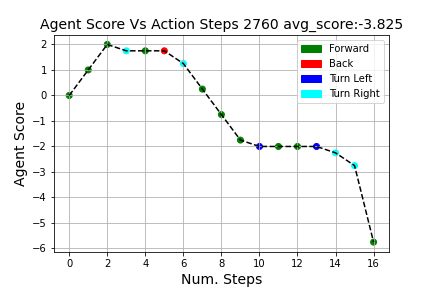 Agent Score Vs Action Steps 2760 avg_score:-3.825
Forward
Back
Turn Left
Turn Right
Agent Score
2
1
0
−1
−2
−3
−4
−5
−6
0 2 4 6 8 10 12 14 16
Num. Steps